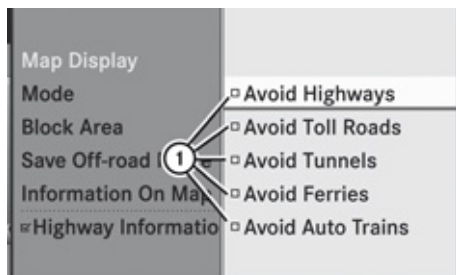 Map Display
Mode
Block Area
Save Off-road
Information On Map
Highway Informatio
1
Avoid Highways
Avoid Toll Roads
Avoid Tunnels
Avoid Ferries
Avoid Auto Trains